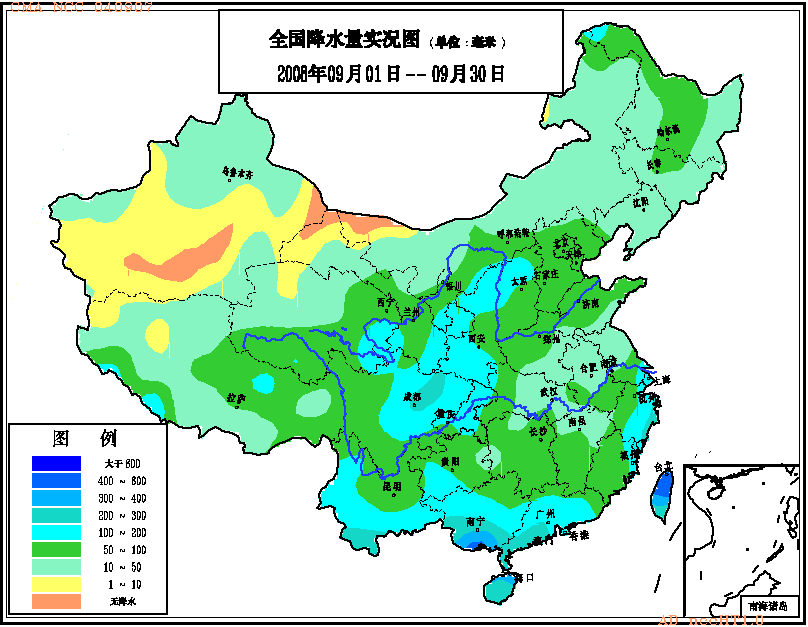 CMA NCC 040902
全国降水量实况图（单位：毫米）
2008年09月01日 -- 09月30日
哈尔滨
长春
乌鲁木齐
沈阳
呼和浩特
北京
天津
银川
太原
石家庄
西宁
兰州
济南
西安
郑州
合肥
南京
上海
拉萨
成都
重庆
武汉
杭州
长沙
南昌
贵阳
福州
台北
昆明
南宁
广州
澳门
香港
海口
图 例
大于 600
400 ~ 600
300 ~ 400
200 ~ 300
100 ~ 200
50 ~ 100
10 ~ 50
1 ~ 10
无降水
南海诸岛